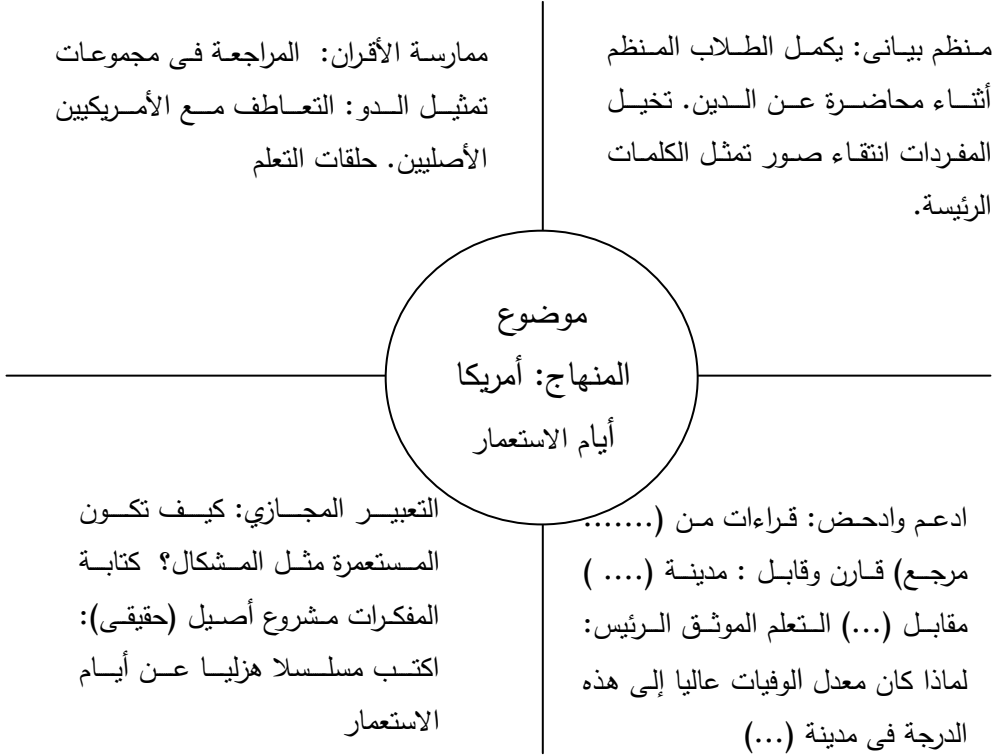 منظم بيانى: يكمل الطلاب المنظم
أثناء محاضرة عن الدين. تخيل
المفردات انتقاء صور تمثل الكلمات
الرئيسة.
ممارسة الأقران: المراجعة فى مجموعات
تمثيل الدو: التعاطف مع الأمريكيين
الأصليين. حلقات التعلم
موضوع
المنهاج: أمريكا
أيام الاستعمار
ادعم وادحض: قراءات من (.......
مرجع) قارن وقابل : مدينة (.... )
مقابل (...) التعلم الموثق الرئيس:
لماذا كان معدل الوفيات عاليا إلى هذه
الدرجة فى مدينة (...)
التعبير المجازي: كيف تكون
المستعمرة مثل المشكال؟ كتابة
المفكرات مشروع أصيل (حقيقى):
اكتب مسلسلا هزليا عن أيام
الاستعمار